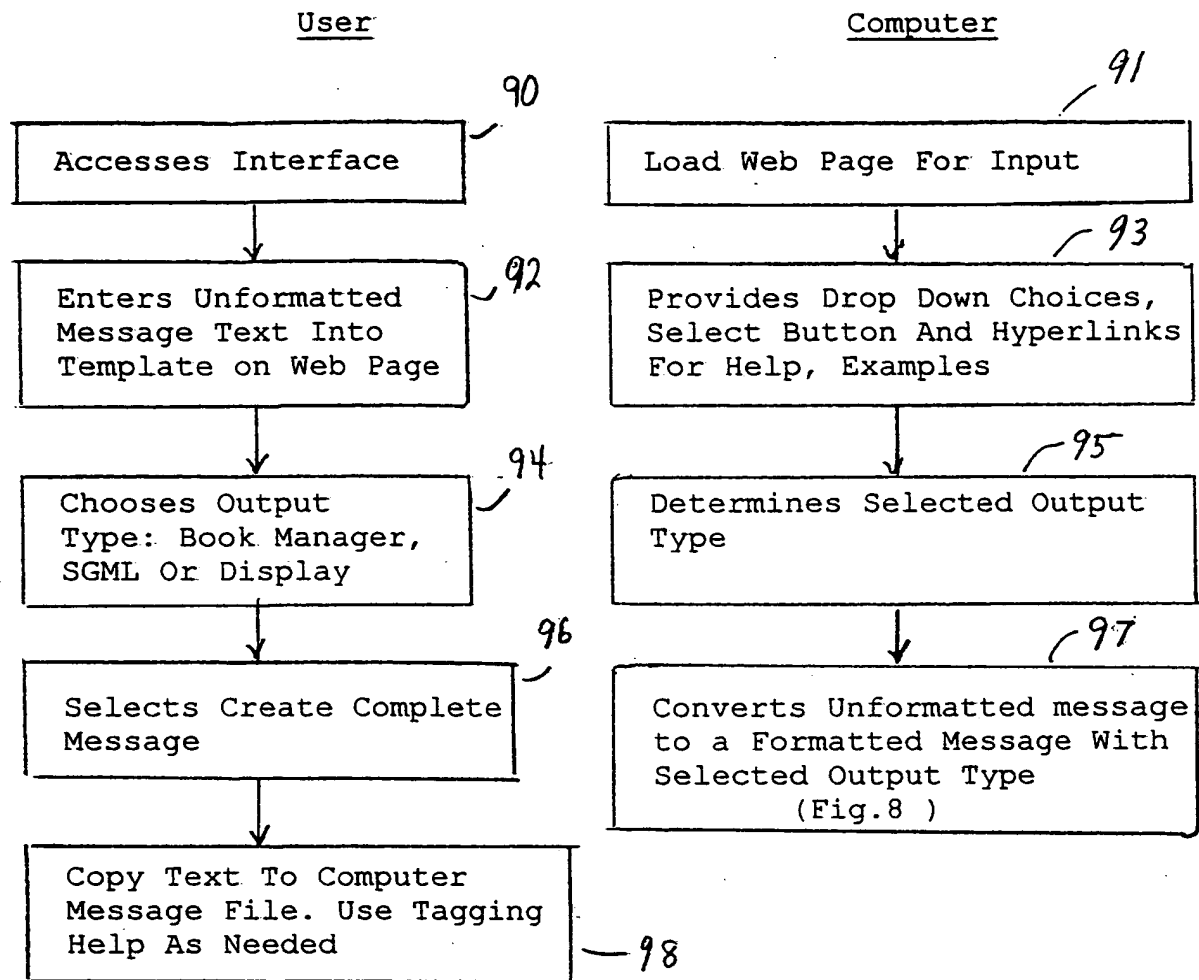 User
Computer
90
91
Accesses Interface
Load Web Page For Input
92
93
Enters Unformatted
Message Text Into
Template on Web Page
Provides Drop Down Choices,
Select Button And Hyperlinks
For Help, Examples
94
95
Chooses Output
Type: Book Manager,
SGML Or Display
Determines Selected Output
Type
96
97
Selects Create Complete
Message
Converts Unformatted message
to a Formatted Message With
Selected Output Type
(Fig.8 )
Copy Text To Computer
Message File. Use Tagging
Help As Needed
98